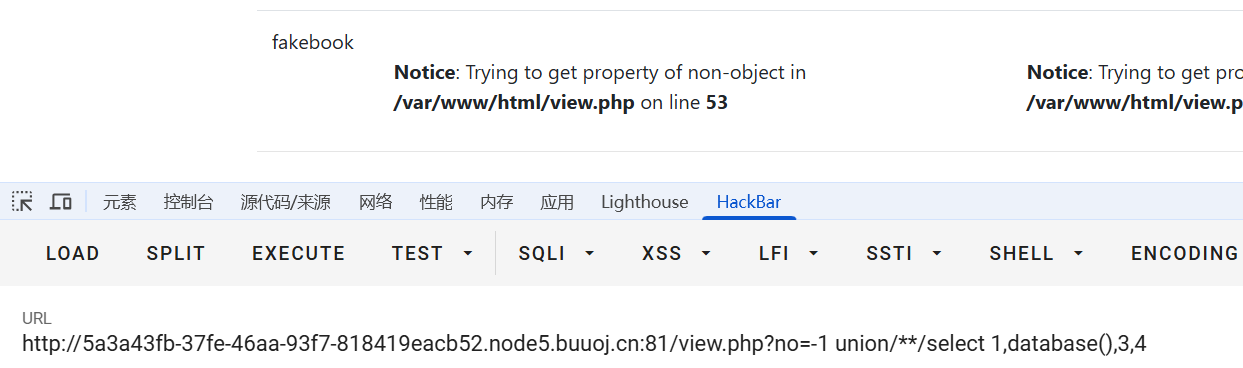 fakebook
Notice: Trying to get property of non-object in
/var/www/html/view.php on line 53
Notice: Trying to get pro
/var/www/html/view.p
元素 控制台 源代码/来源 网络 性能 内存 应用 Lighthouse HackBar
LOAD SPLIT EXECUTE TEST SQLI XSS LFI SSTI SHELL ENCODING
URL
http://5a3a43fb-37fe-46aa-93f7-818419eacb52.node5.buuoj.cn:81/view.php?no=-1 union/**/select 1,database(),3,4